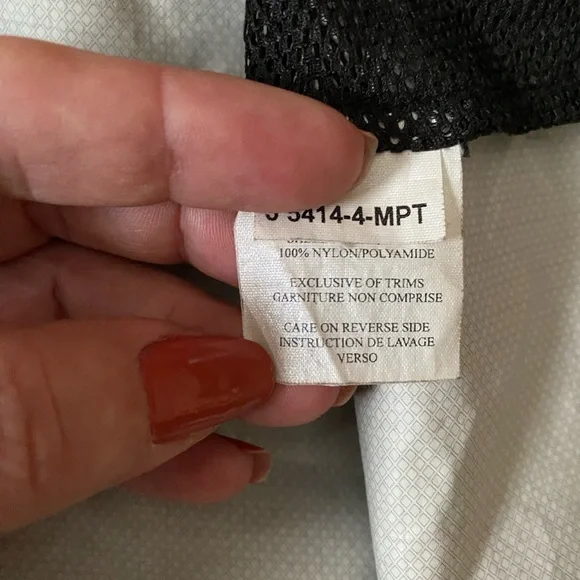 5414-4-MPT
100% NYLON/POLYAMIDE
EXCLUSIVE OF TRIMS
GARNITURE NON COMPRISE
CARE ON REVERSE SIDE
INSTRUCTION DE LAVAGE
VERSO